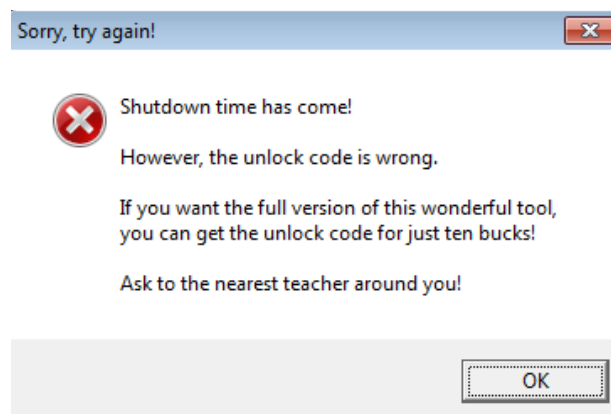 Sorry, try again!
Shutdown time has come!
However, the unlock code is wrong.
If you want the full version of this wonderful tool,
you can get the unlock code for just ten bucks!
Ask to the nearest teacher around you!
OK